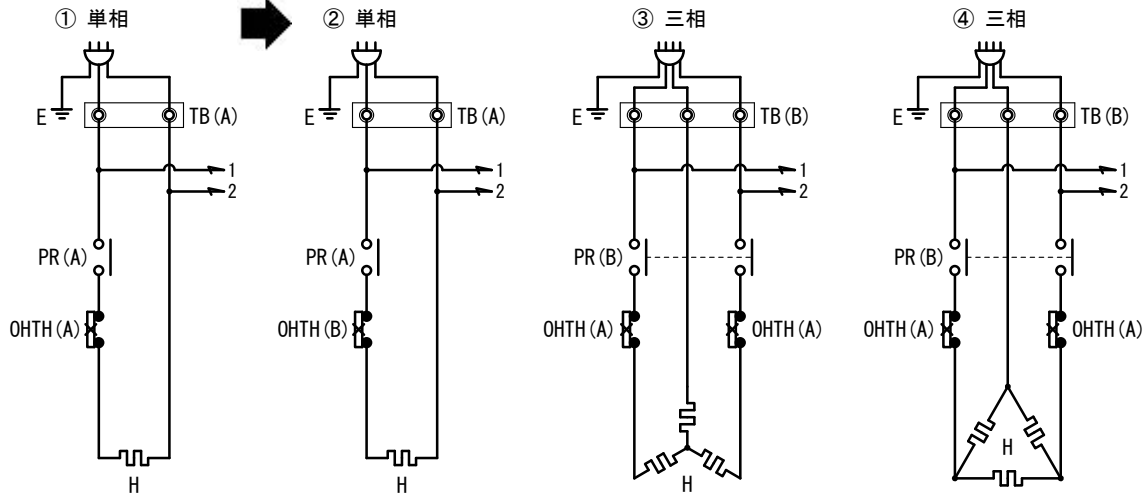 ① 単相
② 単相
③ 三相
④ 三相
E
TB(A)
E
TB(A)
E
TB(B)
E
TB(B)
1
1
1
1
2
2
2
2
PR(A)
PR(A)
PR(B)
PR(B)
OHTH(A)
OHTH(B)
OHTH(A)
OHTH(A)
OHTH(A)
OHTH(A)
H
H
H
H